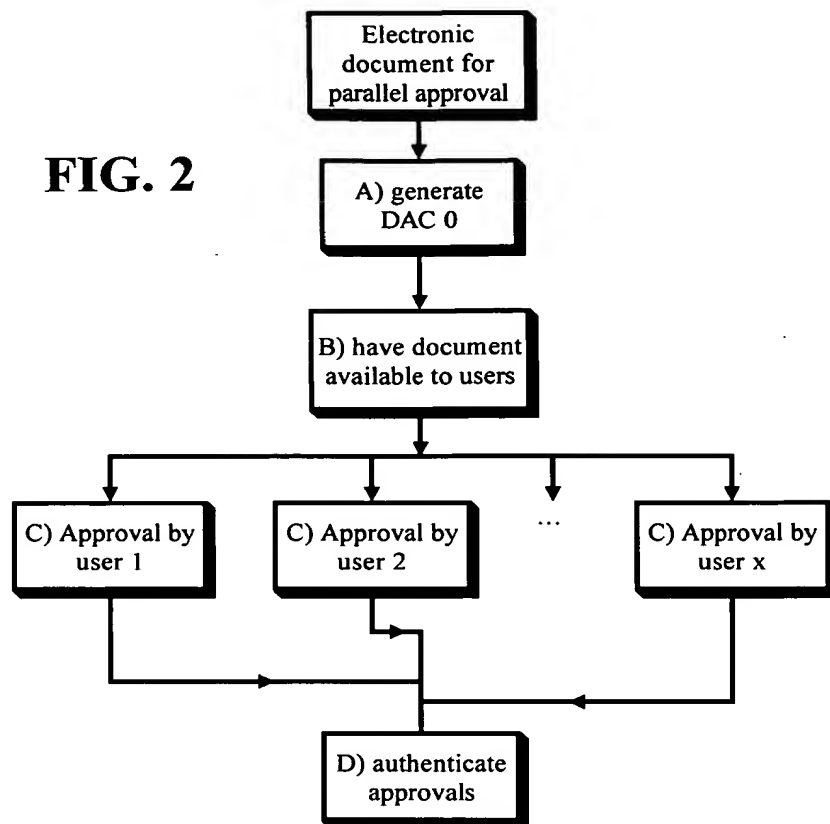 Electronic
document for
parallel approval
FIG. 2
A) generate
DAC 0
B) have document
available to users
C) Approval by
user 1
C) Approval by
user 2
...
C) Approval by
user x
D) authenticate
approvals